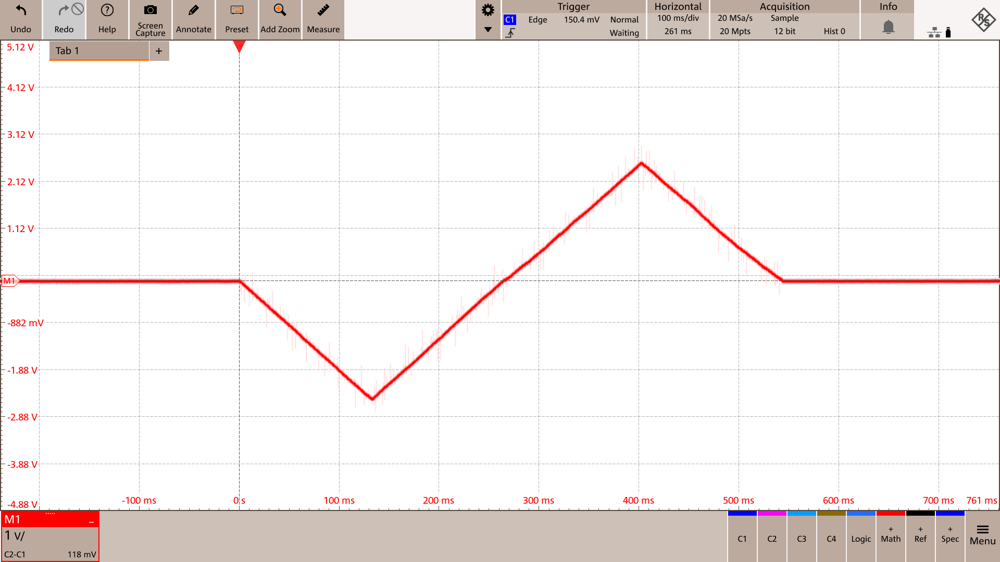 Undo
Redo
Help
Screen
Capture
Annotate
Preset
Add Zoom
Measure
Trigger
C1 Edge 150.4 mV Normal
Waiting
Horizontal
100 ms/div
261 ms
Acquisition
20 MSa/s Sample
20 Mpts 12 bit Hist 0
Info
R/S
Tab 1
+
5.12 V
4.12 V
3.12 V
2.12 V
1.12 V
M1
-882 mV
-1.88 V
-2.88 V
-3.88 V
-4.88 V
-100 ms 0 s 100 ms 200 ms 300 ms 400 ms 500 ms 600 ms 700 ms 761 ms
M1
1 V/
C2-C1 118 mV
C1
C2
C3
C4
Logic
+
Math
+
Ref
+
Spec
Menu